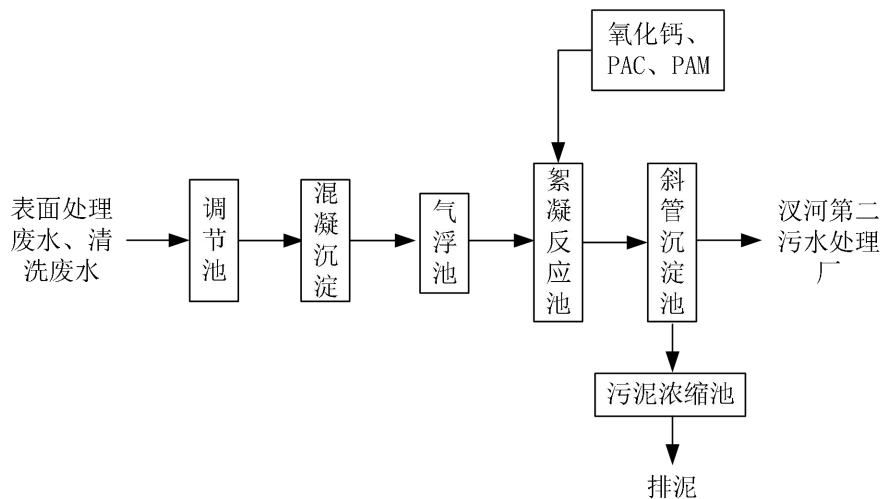 氧化钙、
PAC、PAM
表面处理
废水、清
洗废水
调节池
混凝沉淀
气浮池
絮凝反应池
斜管沉淀池
汊河第二
污水处理
厂
污泥浓缩池
排泥